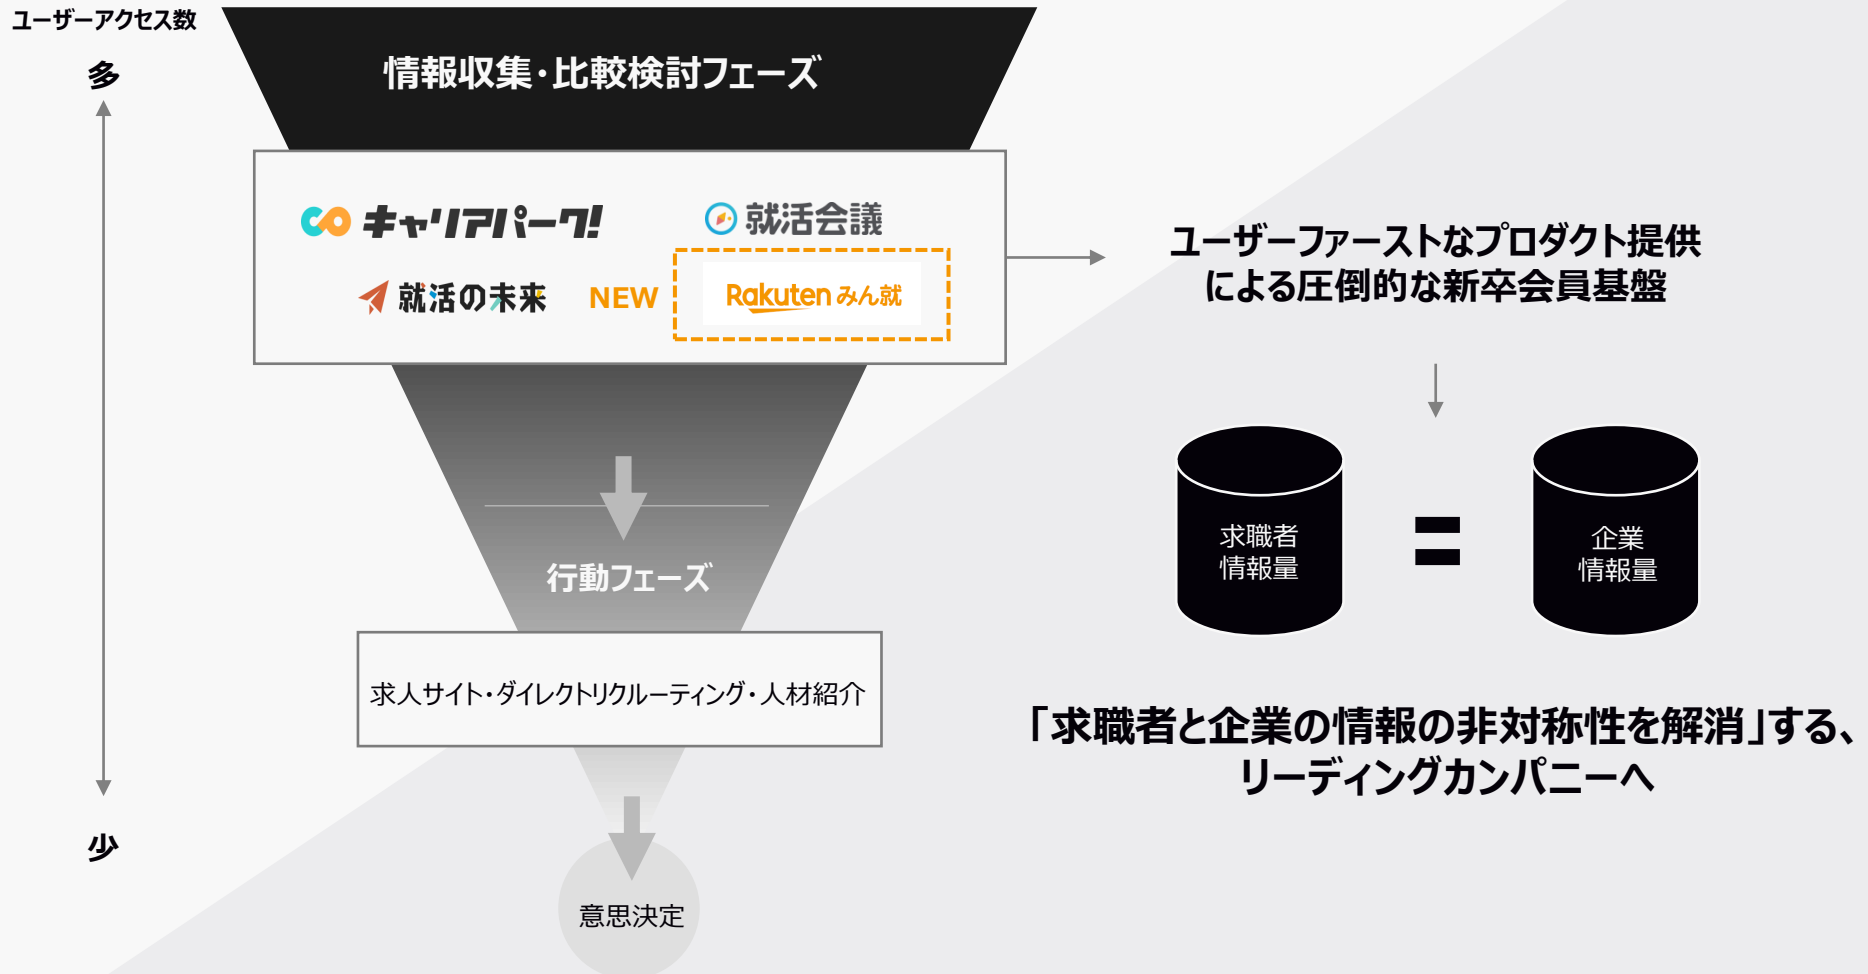 ユーザーアクセス数
多
情報収集・比較検討フェーズ
キャリアパーク!
就活会議
就活の未来
NEW
Rakuten みん就
ユーザーファーストなプロダクト提供
による圧倒的な新卒会員基盤
行動フェーズ
求職者
情報量
=
企業
情報量
求人サイト・ダイレクトリクルーティング・人材紹介
「求職者と企業の情報の非対称性を解消」する、
リーディングカンパニーへ
少
意思決定